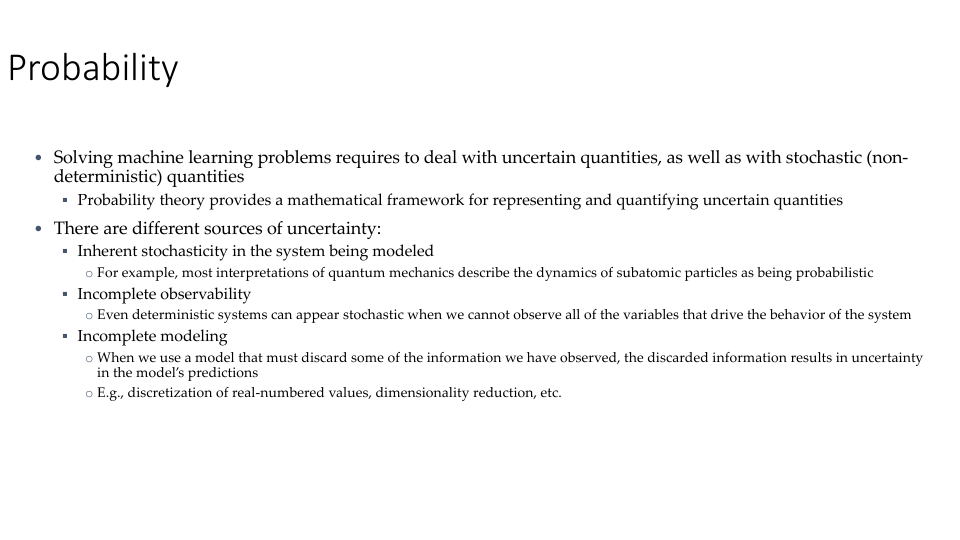 Probability
• Solving machine learning problems requires to deal with uncertain quantities, as well as with stochastic (non-
deterministic) quantities
▪ Probability theory provides a mathematical framework for representing and quantifying uncertain quantities
• There are different sources of uncertainty:
▪ Inherent stochasticity in the system being modeled
○ For example, most interpretations of quantum mechanics describe the dynamics of subatomic particles as being probabilistic
▪ Incomplete observability
○ Even deterministic systems can appear stochastic when we cannot observe all of the variables that drive the behavior of the system
▪ Incomplete modeling
○ When we use a model that must discard some of the information we have observed, the discarded information results in uncertainty
in the model’s predictions
○ E.g., discretization of real-numbered values, dimensionality reduction, etc.